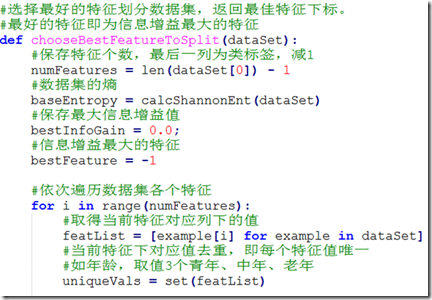 #选择最好的特征划分数据集，返回最佳特征下标。
#最好的特征即为信息增益最大的特征
def chooseBestFeatureToSplit(dataSet):
    #保存特征个数，最后一列为类标签，减1
    numFeatures = len(dataSet[0]) - 1
    #数据集的熵
    baseEntropy = calcShannonEnt(dataSet)
    #保存最大信息增益值
    bestInfoGain = 0.0;
    #信息增益最大的特征
    bestFeature = -1
    #依次遍历数据集各个特征
    for i in range(numFeatures):
        #取得当前特征对应列下的值
        featList = [example[i] for example in dataSet]
        #当前特征下对应值去重，即每个特征值唯一
        #如年龄，取值3个青年、中年、老年
        uniqueVals = set(featList)